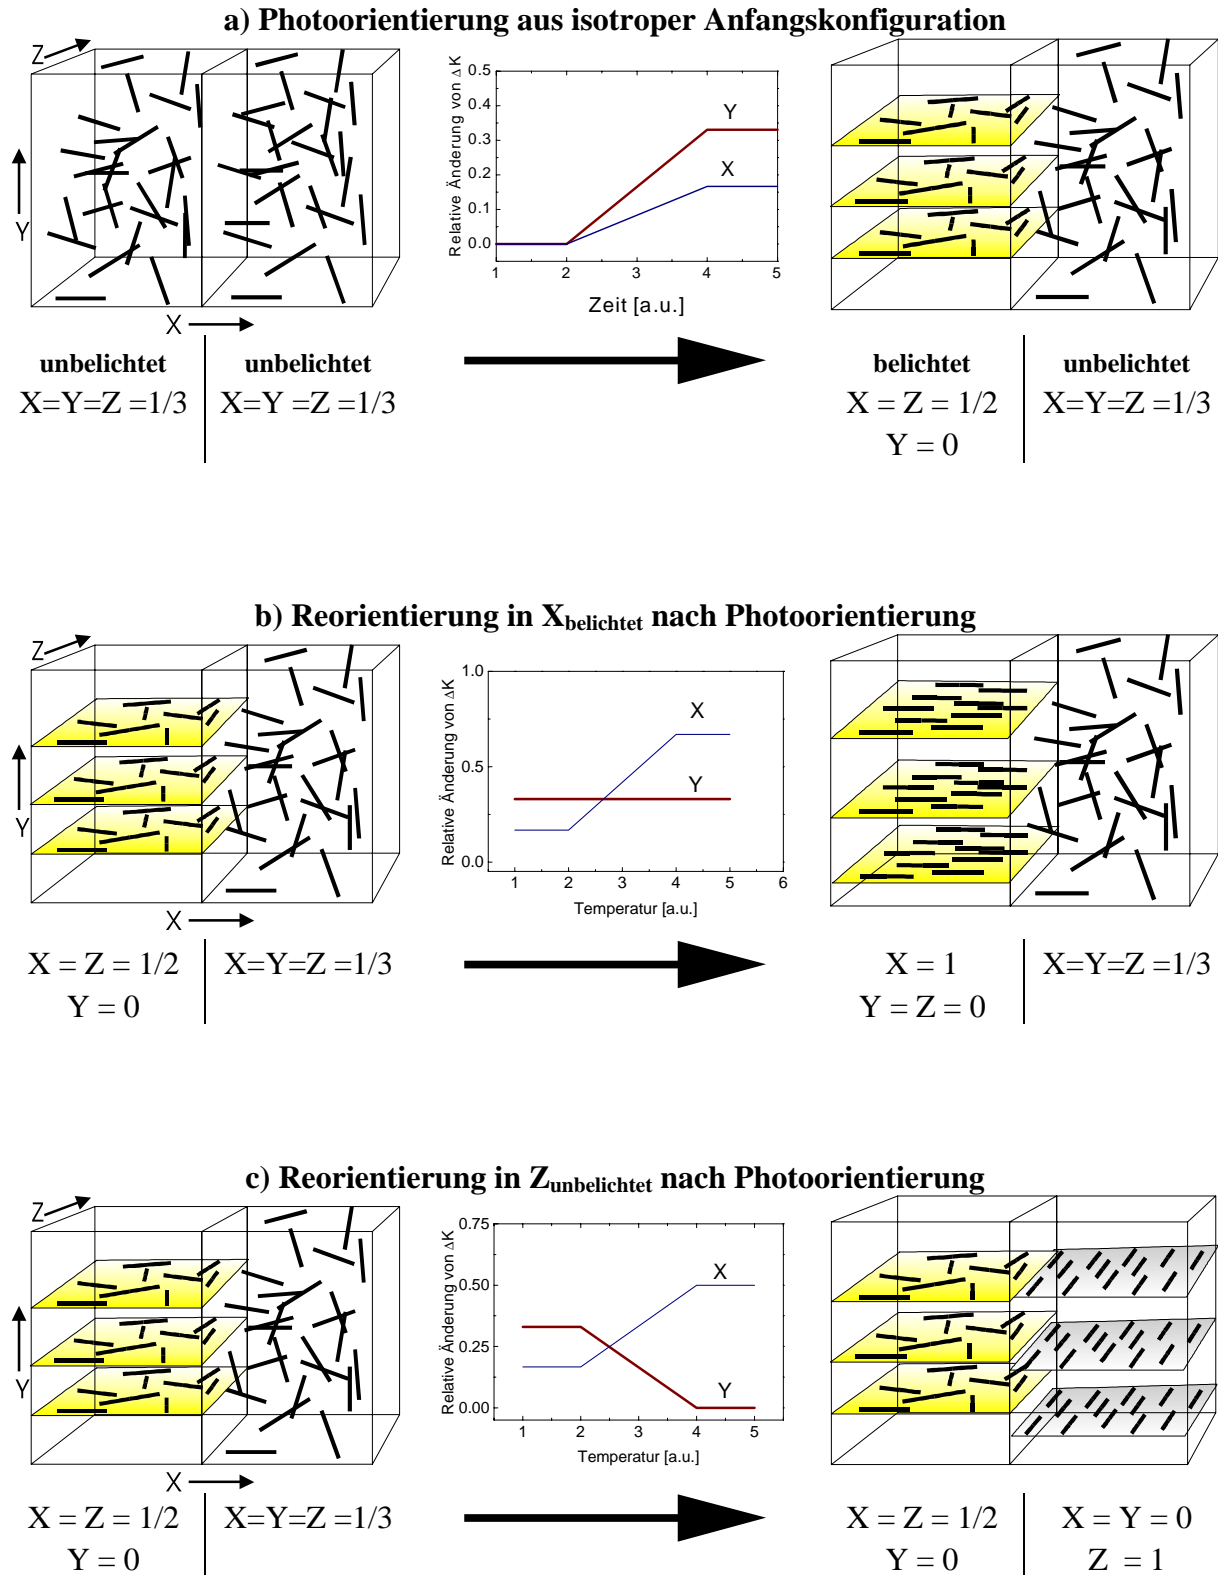 a) Photoorientierung aus isotroper Anfangskonfiguration
Z
Y
X
Relative Änderung von ΔK
0.5
0.4
0.3
0.2
0.1
0.0
Y
X
1 2 3 4 5
Zeit [a.u.]
unbelichtet unbelichtet belichtet unbelichtet
X=Y=Z =1/3 X=Y =Z =1/3 X = Z = 1/2 X=Y=Z =1/3
Y = 0
b) Reorientierung in Xbelichtet nach Photoorientierung
Z
Y
X
Relative Änderung von ΔK
1.0
0.5
0.0
X
Y
1 2 3 4 5 6
Temperatur [a.u.]
X = Z = 1/2 X=Y=Z =1/3 X = 1 X=Y=Z =1/3
Y = 0 Y = Z = 0
c) Reorientierung in Zunbelichtet nach Photoorientierung
Z
Y
X
Relative Änderung von ΔK
0.75
0.50
0.25
0.00
X
Y
1 2 3 4 5
Temperatur [a.u.]
X = Z = 1/2 X=Y=Z =1/3 X = Z = 1/2 X = Y = 0
Y = 0 Y = 0 Z = 1